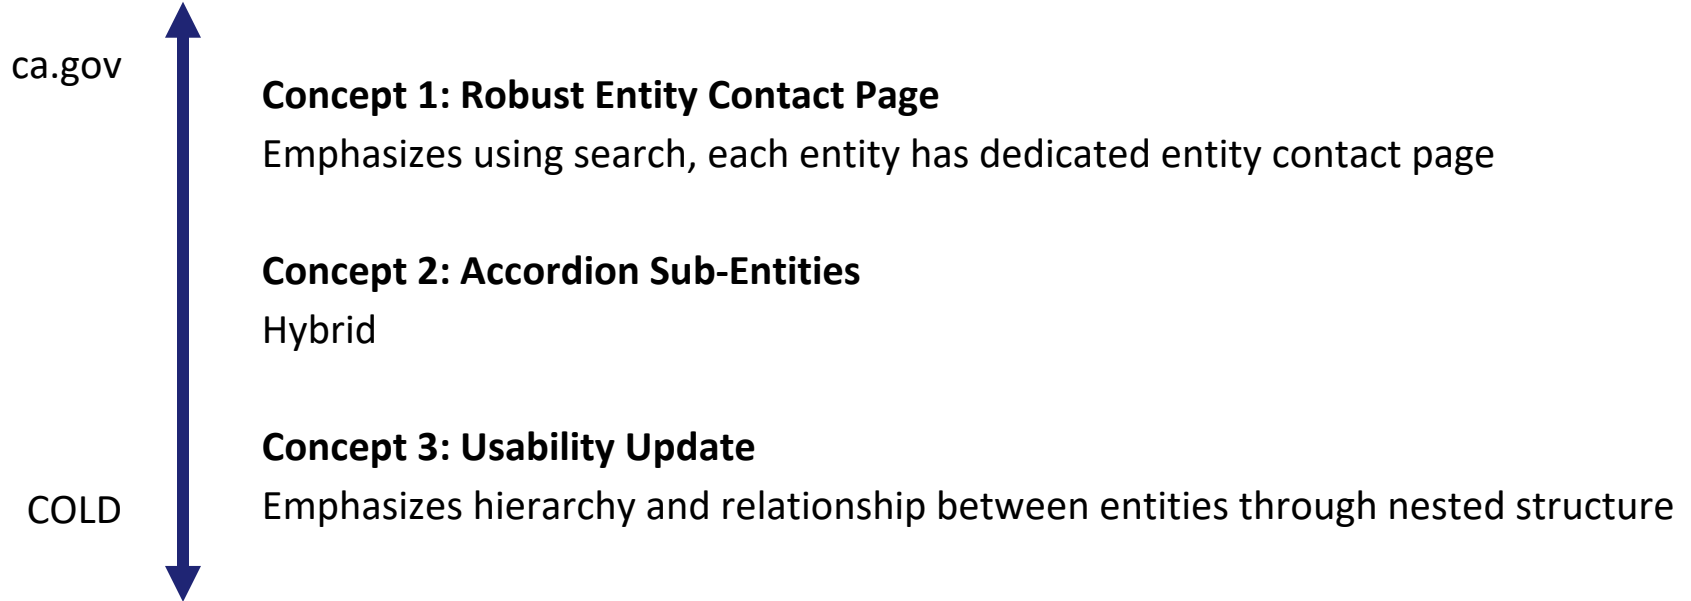 ca.gov
Concept 1: Robust Entity Contact Page
Emphasizes using search, each entity has dedicated entity contact page
Concept 2: Accordion Sub-Entities
Hybrid
Concept 3: Usability Update
COLD
Emphasizes hierarchy and relationship between entities through nested structure